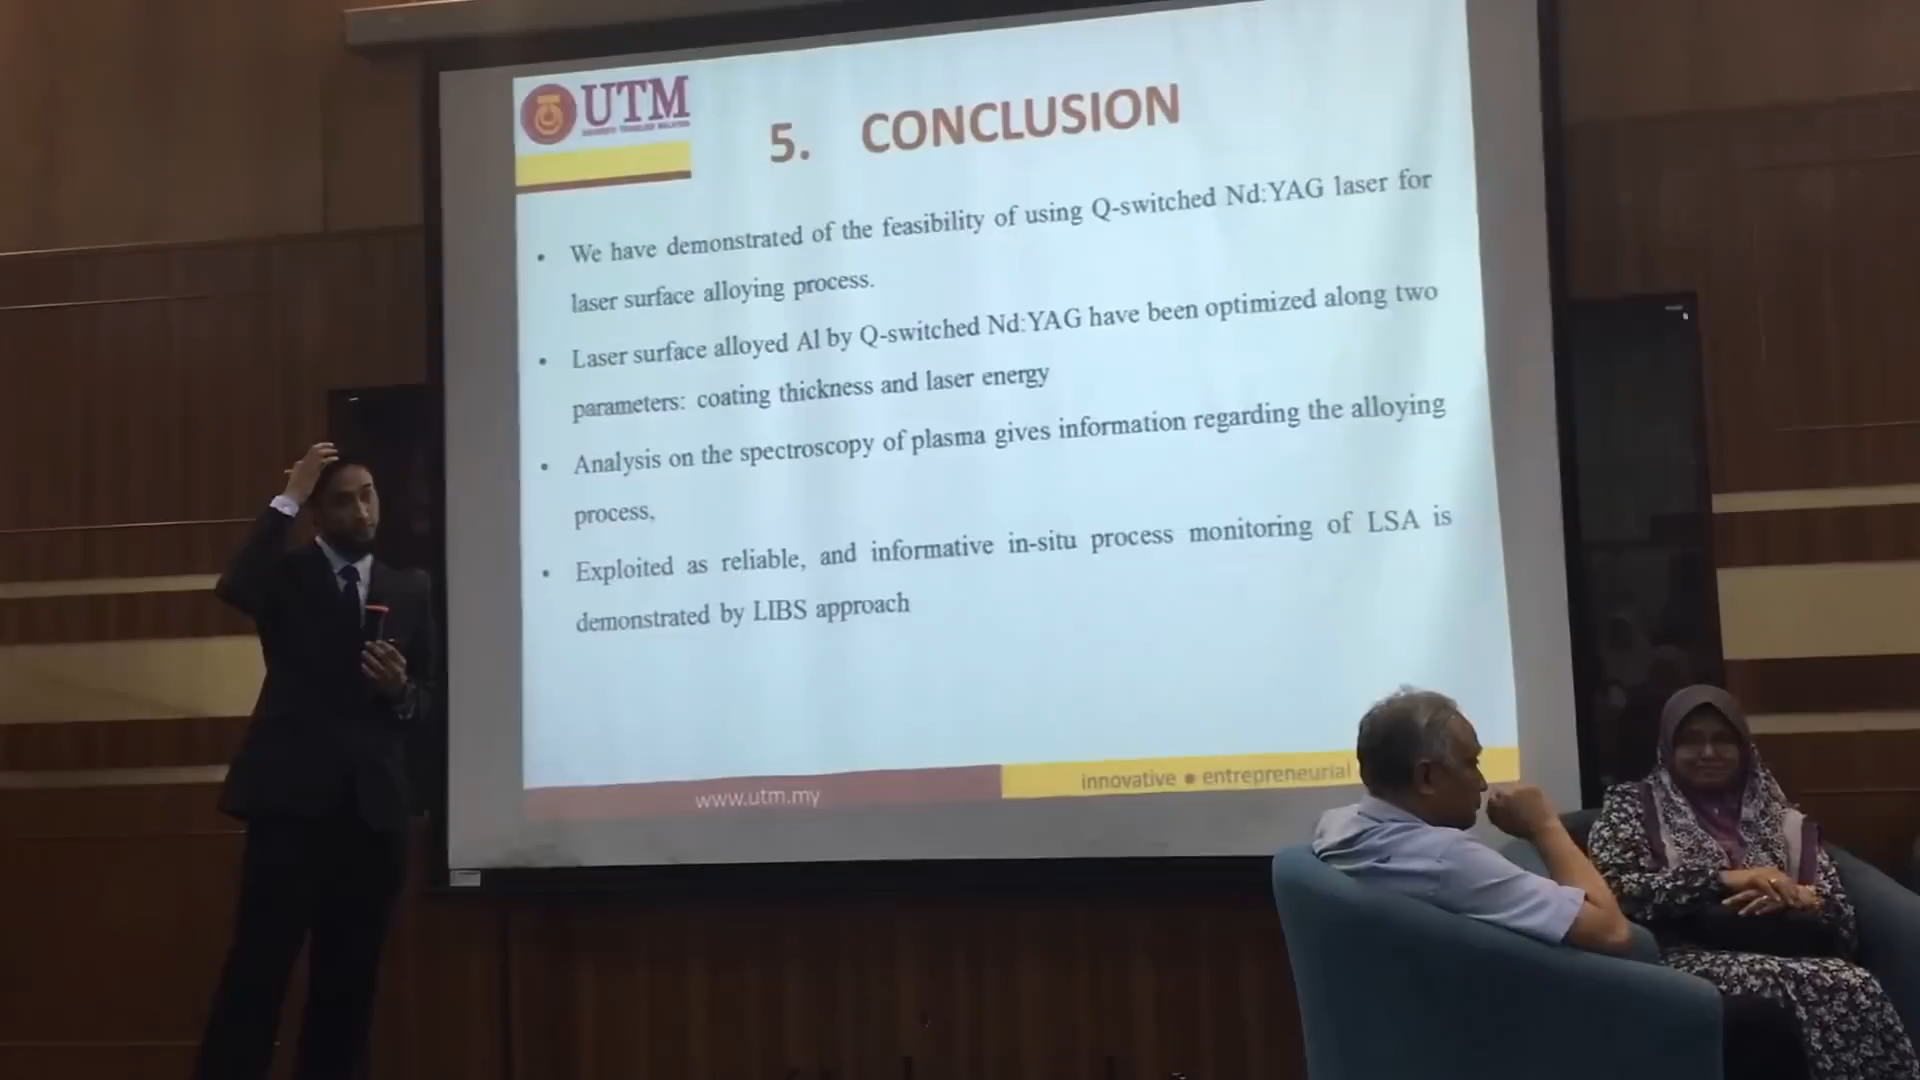 UTM
UNIVERSITI TEKNOLOGI MALAYSIA
5. CONCLUSION
• We have demonstrated of the feasibility of using Q-switched Nd:YAG laser for
laser surface alloying process.
• Laser surface alloyed Al by Q-switched Nd:YAG have been optimized along two
parameters: coating thickness and laser energy
• Analysis on the spectroscopy of plasma gives information regarding the alloying
process,
• Exploited as reliable, and informative in-situ process monitoring of LSA is
demonstrated by LIBS approach
www.utm.my
innovative ● entrepreneurial